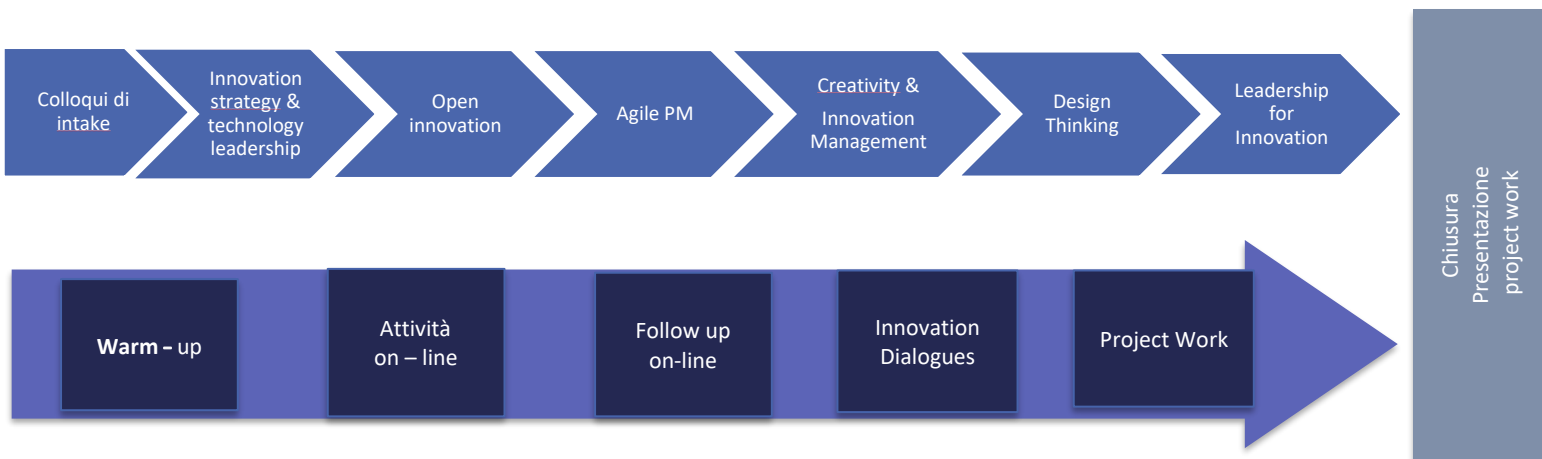 Colloqui di
intake
Innovation
strategy &
technology
leadership
Open
innovation
Agile PM
Creativity &
Innovation
Management
Design
Thinking
Leadership
for
Innovation
Warm – up
Attività
on – line
Follow up
on-line
Innovation
Dialogues
Project Work
Chiusura
Presentazione
project work